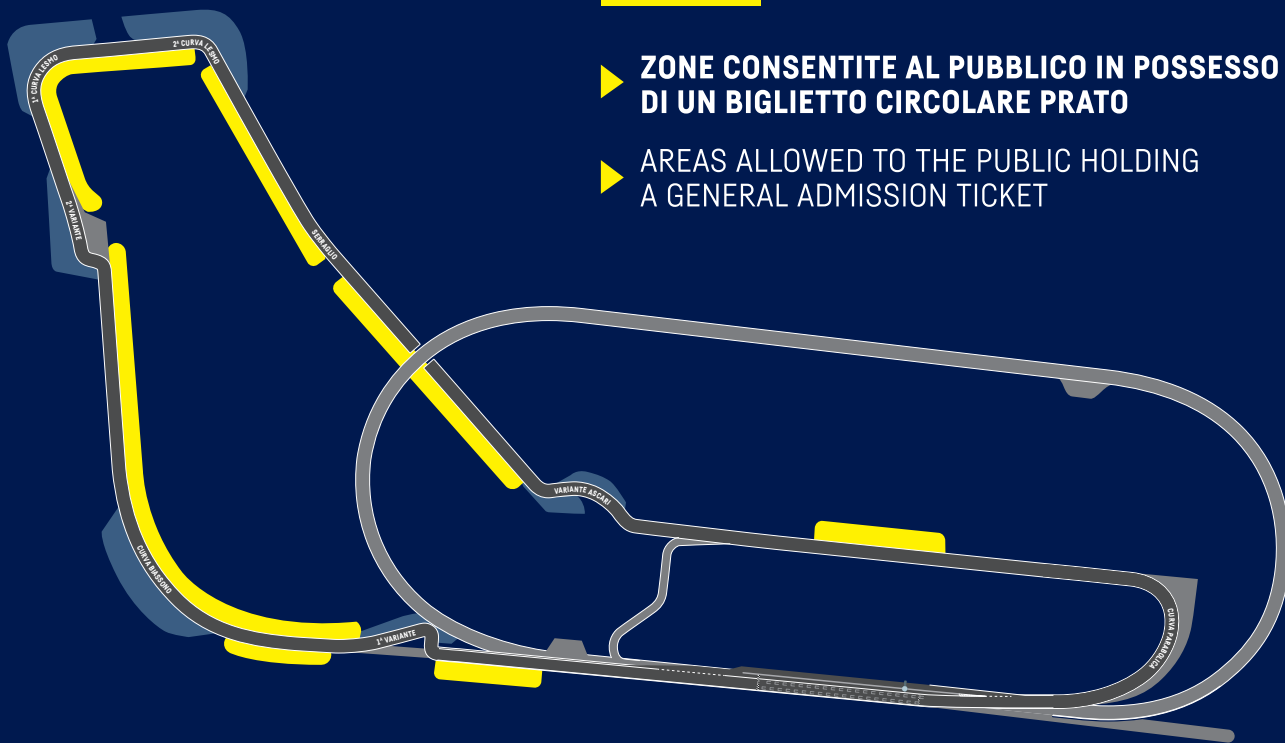 ZONE CONSENTITE AL PUBBLICO IN POSSESSO
DI UN BIGLIETTO CIRCOLARE PRATO
AREAS ALLOWED TO THE PUBLIC HOLDING
A GENERAL ADMISSION TICKET
2ª CURVA LESMO
1ª CURVA LESMO
2ª VARIANTE
SERRAGLIO
VARIANTE ASCARI
CURVA BIASSONO
1ª VARIANTE
CURVA PARABOLICA